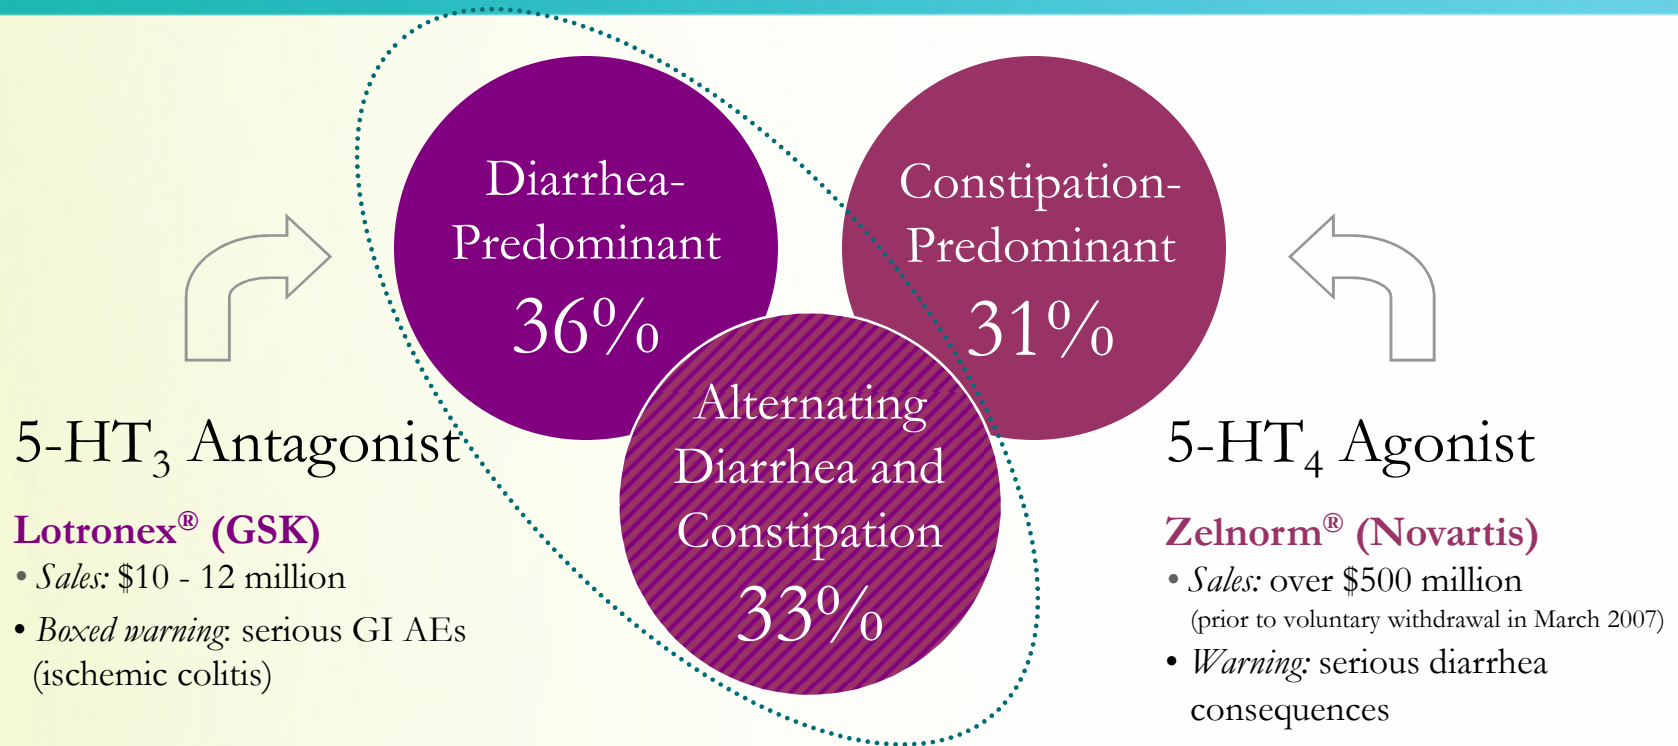 Diarrhea-
Predominant
36%
Constipation-
Predominant
31%
Alternating
Diarrhea and
Constipation
33%
5-HT₃ Antagonist
Lotronex® (GSK)
• Sales: $10 - 12 million
• Boxed warning: serious GI AEs
(ischemic colitis)
5-HT₄ Agonist
Zelnorm® (Novartis)
• Sales: over $500 million
(prior to voluntary withdrawal in March 2007)
• Warning: serious diarrhea
consequences